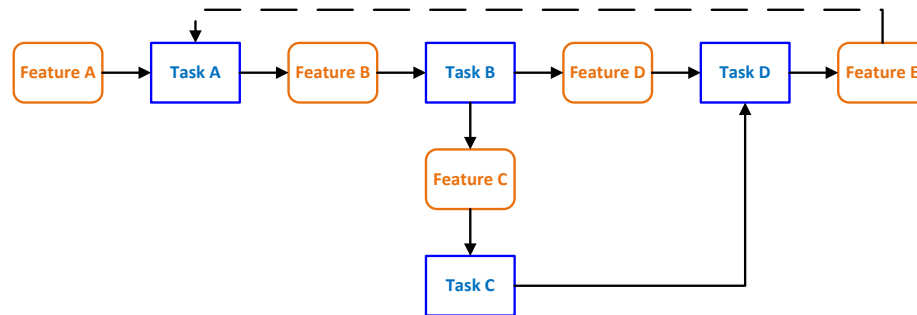 Feature A
Task A
Feature B
Task B
Feature D
Task D
Feature E
Feature C
Task C